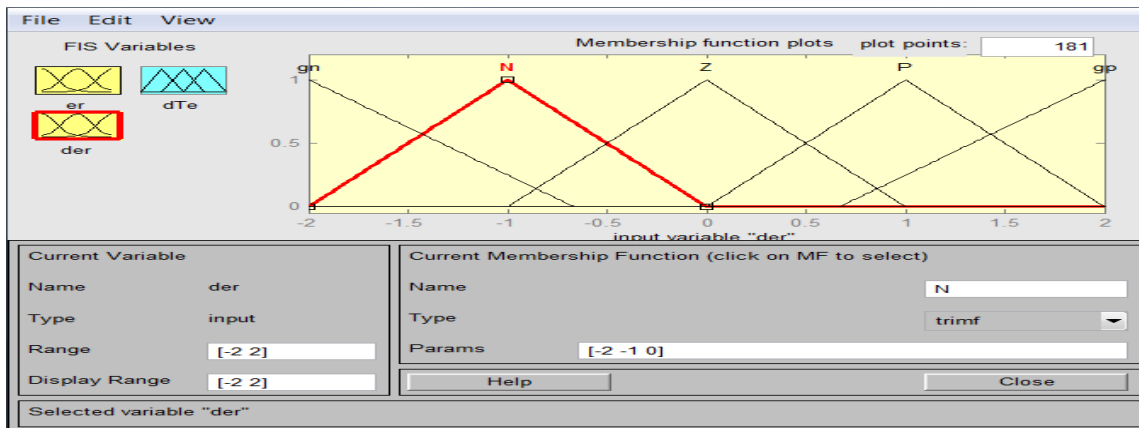 File Edit View
FIS Variables
Membership function plots plot points: 181
er
dTe
der
gn N Z P gp
1
0.5
0
-2 -1.5 -1 -0.5 0 0.5 1 1.5 2
input variable "der"
Current Variable
Name der
Type input
Range [-2 2]
Display Range [-2 2]
Current Membership Function (click on MF to select)
Name N
Type trimf
Params [-2 -1 0]
Help Close
Selected variable "der"